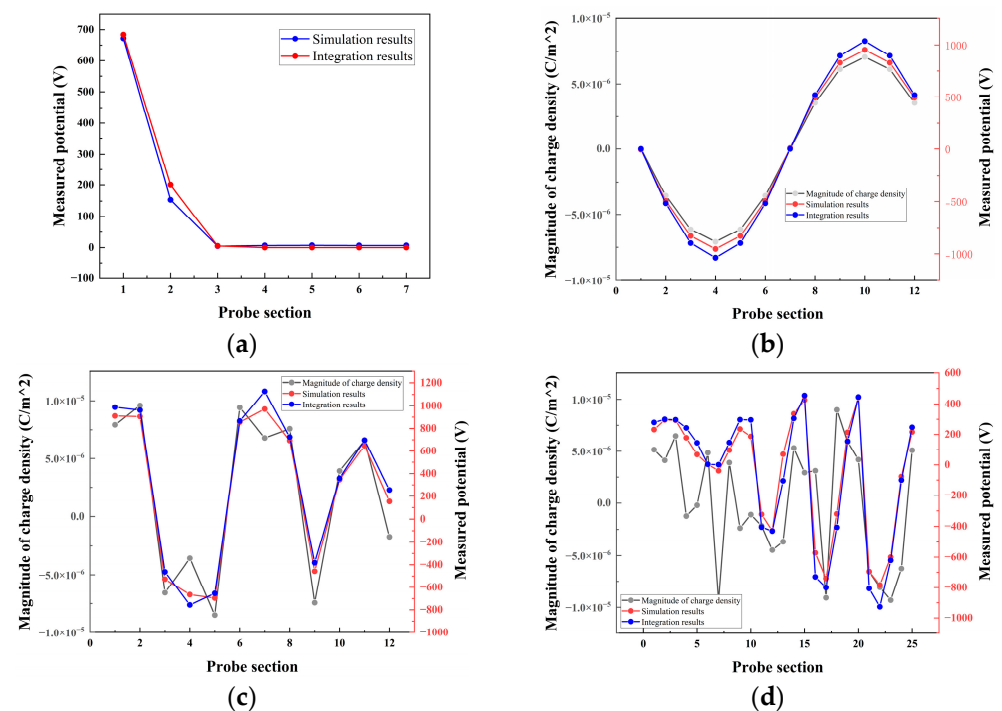 700
600
500
400
300
200
100
0
−100
Measured potential (V)
Simulation results
Integration results
1 2 3 4 5 6 7
Probe section
(a)
1.0×10⁻⁵
5.0×10⁻⁶
0.0
−5.0×10⁻⁶
−1.0×10⁻⁵
Magnitude of charge density (C/m^2)
Magnitude of charge density
Simulation results
Integration results
1000
500
0
−500
−1000
Measured potential (V)
0 2 4 6 8 10 12
Probe section
(b)
1.0×10⁻⁵
5.0×10⁻⁶
0.0
−5.0×10⁻⁶
−1.0×10⁻⁵
Magnitude of charge density (C/m^2)
Magnitude of charge density
Simulation results
Integration results
1200
1000
800
600
400
200
0
−200
−400
−600
−800
−1000
Measured potential (V)
0 2 4 6 8 10 12
Probe section
(c)
1.0×10⁻⁵
5.0×10⁻⁶
0.0
−5.0×10⁻⁶
−1.0×10⁻⁵
Magnitude of charge density (C/m^2)
Magnitude of charge density
Simulation results
Integration results
600
400
200
0
−200
−400
−600
−800
−1000
Measured potential (V)
0 5 10 15 20 25
Probe section
(d)